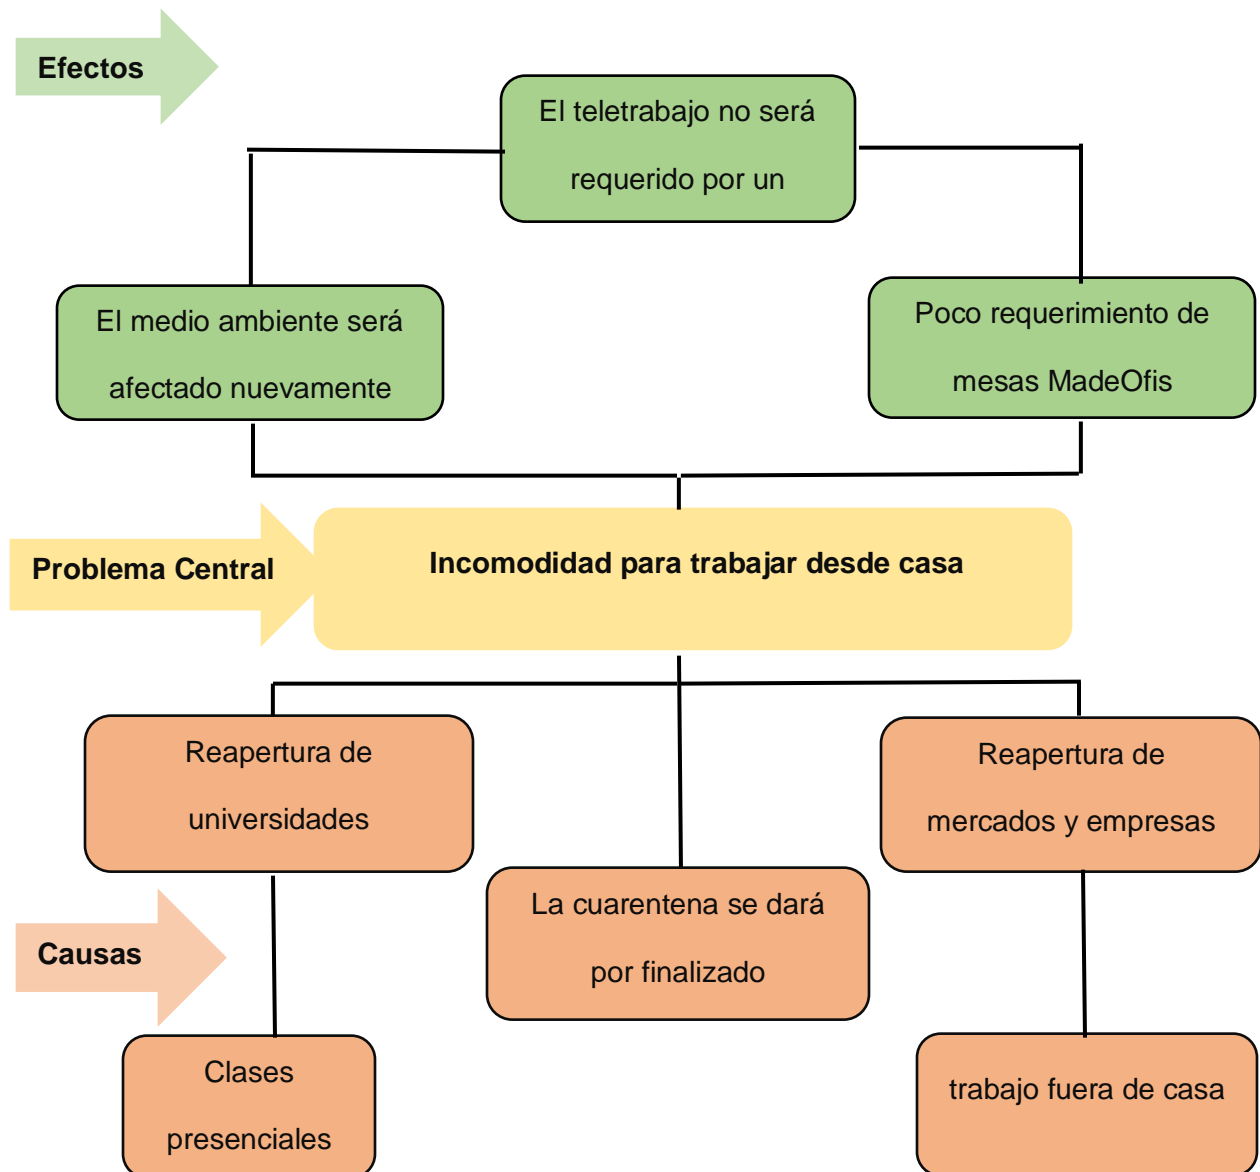 Efectos
El teletrabajo no será
requerido por un
El medio ambiente será
afectado nuevamente
Poco requerimiento de
mesas MadeOfis
Problema Central
Incomodidad para trabajar desde casa
Reapertura de
universidades
Reapertura de
mercados y empresas
La cuarentena se dará
por finalizado
Causas
Clases
presenciales
trabajo fuera de casa